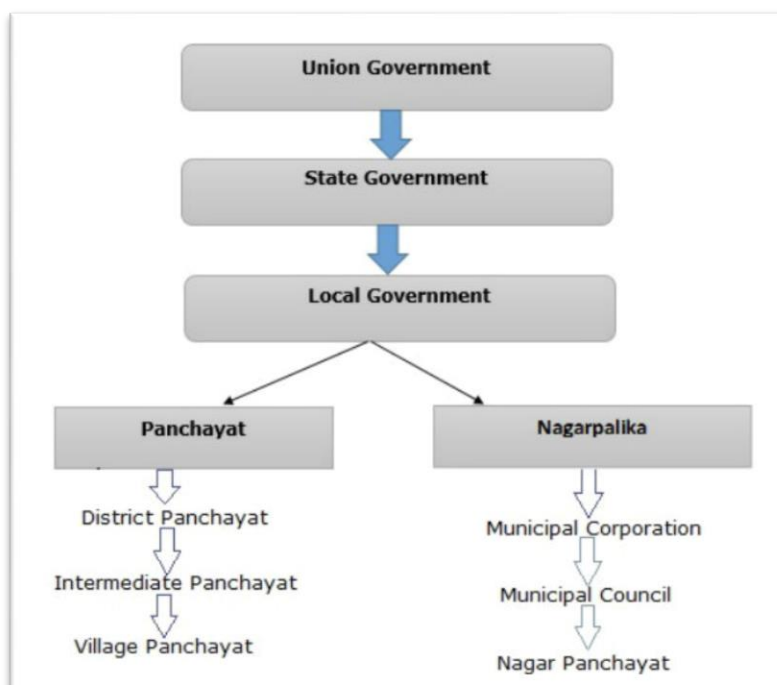 Union Government
State Government
Local Government
Panchayat
District Panchayat
Intermediate Panchayat
Village Panchayat
Nagarpalika
Municipal Corporation
Municipal Council
Nagar Panchayat